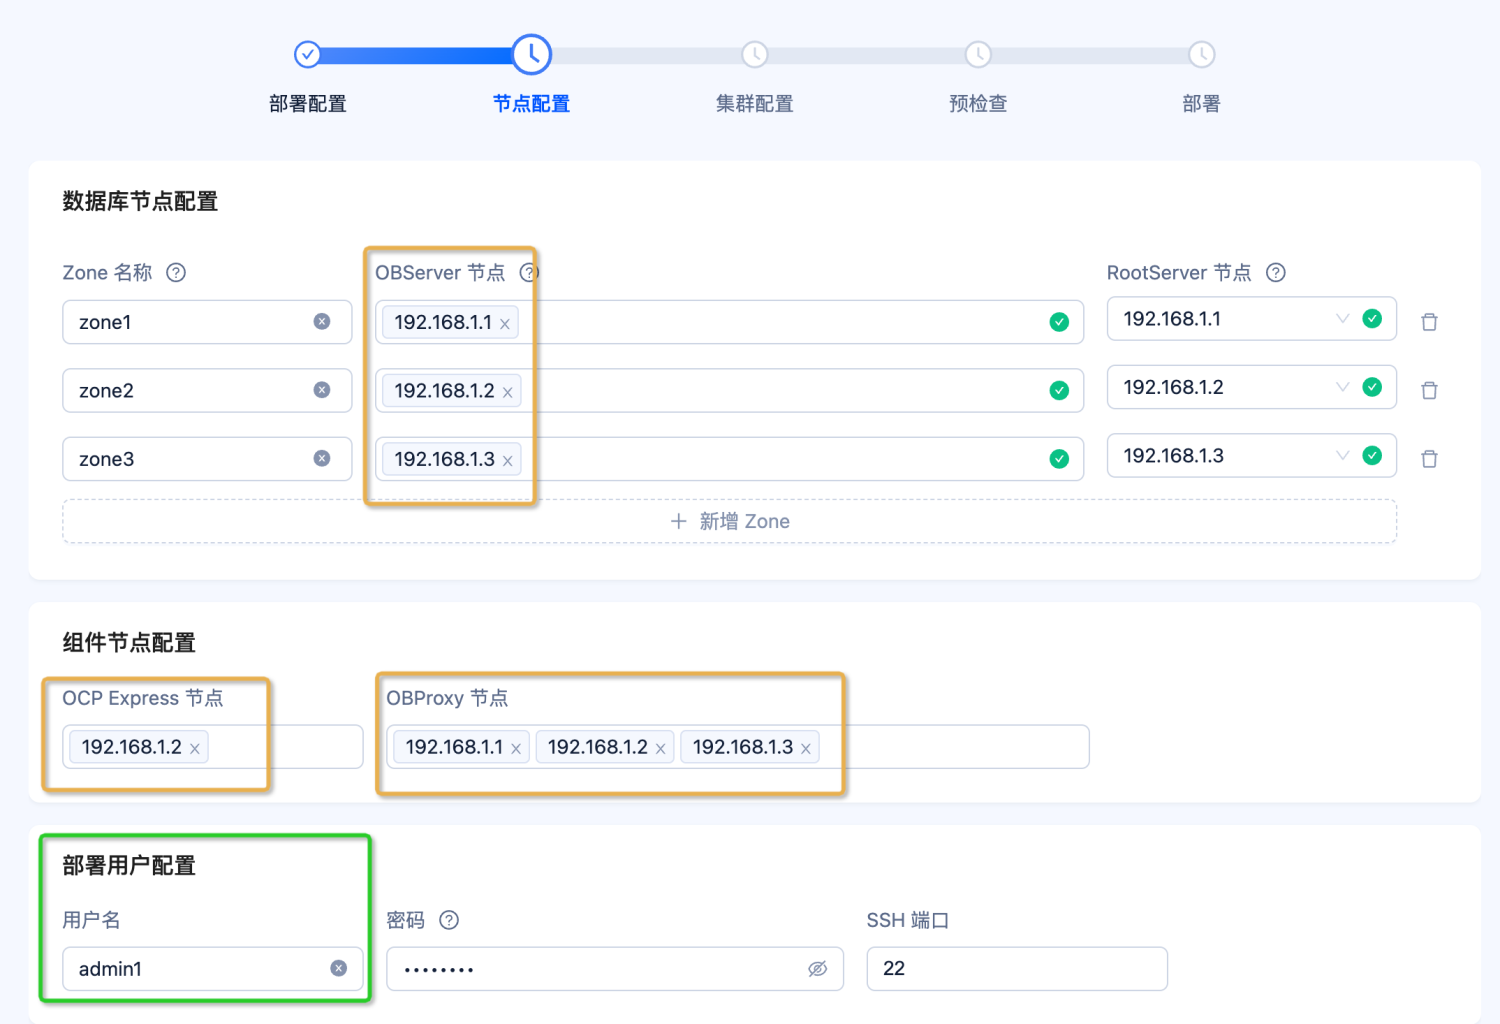 部署配置 节点配置 集群配置 预检查 部署
数据库节点配置
Zone 名称 OBServer 节点 RootServer 节点
zone1 192.168.1.1 192.168.1.1
zone2 192.168.1.2 192.168.1.2
zone3 192.168.1.3 192.168.1.3
+ 新增 Zone
组件节点配置
OCP Express 节点 OBProxy 节点
192.168.1.2 192.168.1.1 192.168.1.2 192.168.1.3
部署用户配置
用户名 密码 SSH 端口
admin1 •••••••• 22